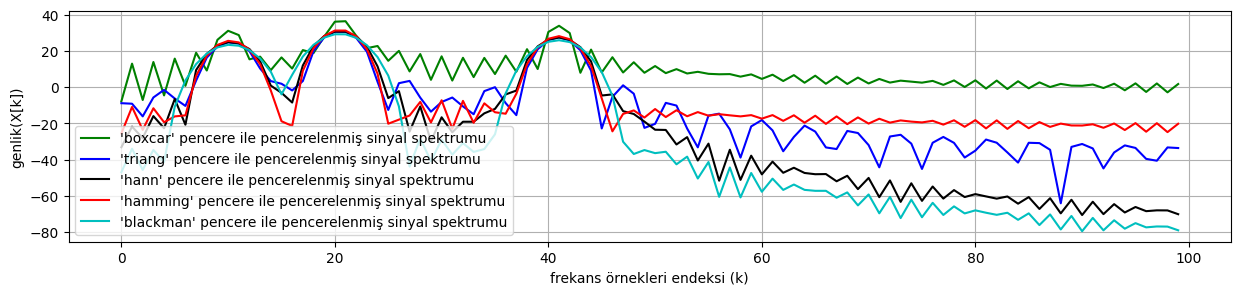 40
20
0
−20
−40
−60
−80
genlik(X[k])
'boxcar' pencere ile pencerelenmiş sinyal spektrumu
'triang' pencere ile pencerelenmiş sinyal spektrumu
'hann' pencere ile pencerelenmiş sinyal spektrumu
'hamming' pencere ile pencerelenmiş sinyal spektrumu
'blackman' pencere ile pencerelenmiş sinyal spektrumu
0 20 40 60 80 100
frekans örnekleri endeksi (k)